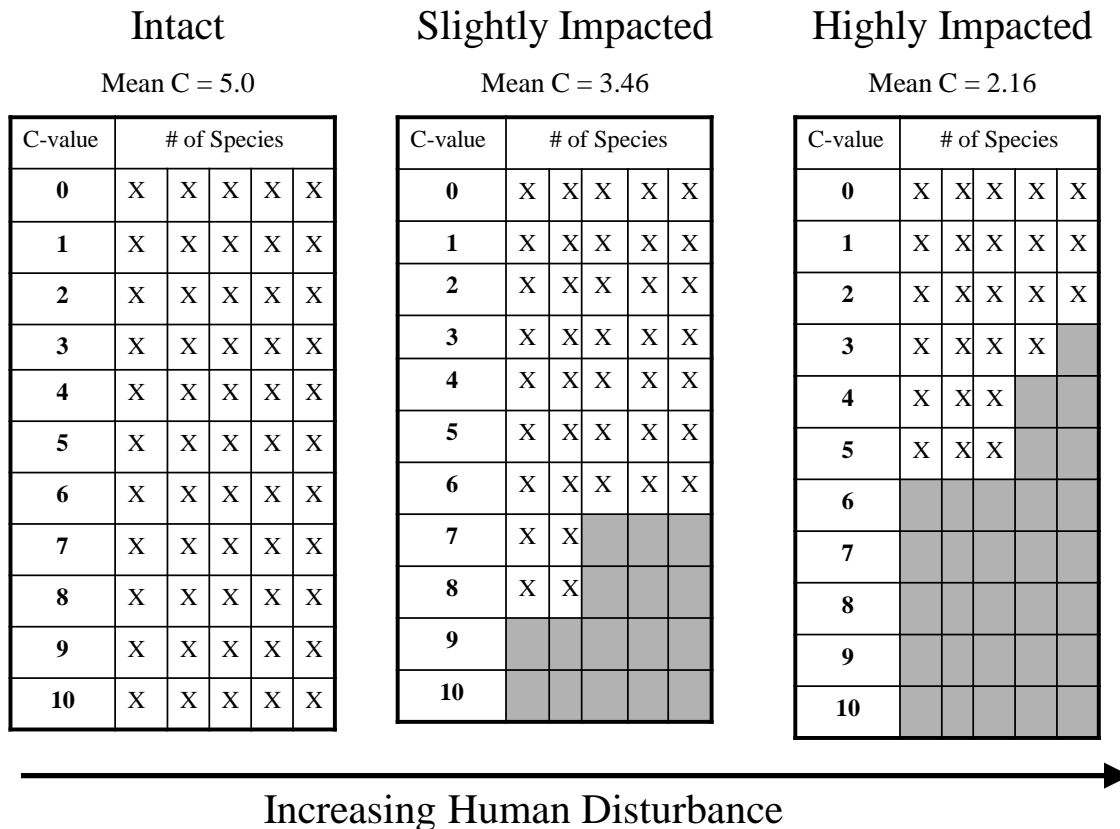 Intact
Mean C = 5.0
C-value # of Species
0 X X X X X
1 X X X X X
2 X X X X X
3 X X X X X
4 X X X X X
5 X X X X X
6 X X X X X
7 X X X X X
8 X X X X X
9 X X X X X
10 X X X X X
Slightly Impacted
Mean C = 3.46
C-value # of Species
0 X X X X X
1 X X X X X
2 X X X X X
3 X X X X X
4 X X X X X
5 X X X X X
6 X X X X X
7 X X
8 X X
9
10
Highly Impacted
Mean C = 2.16
C-value # of Species
0 X X X X X
1 X X X X X
2 X X X X X
3 X X X X
4 X X X
5 X X X
6
7
8
9
10
Increasing Human Disturbance